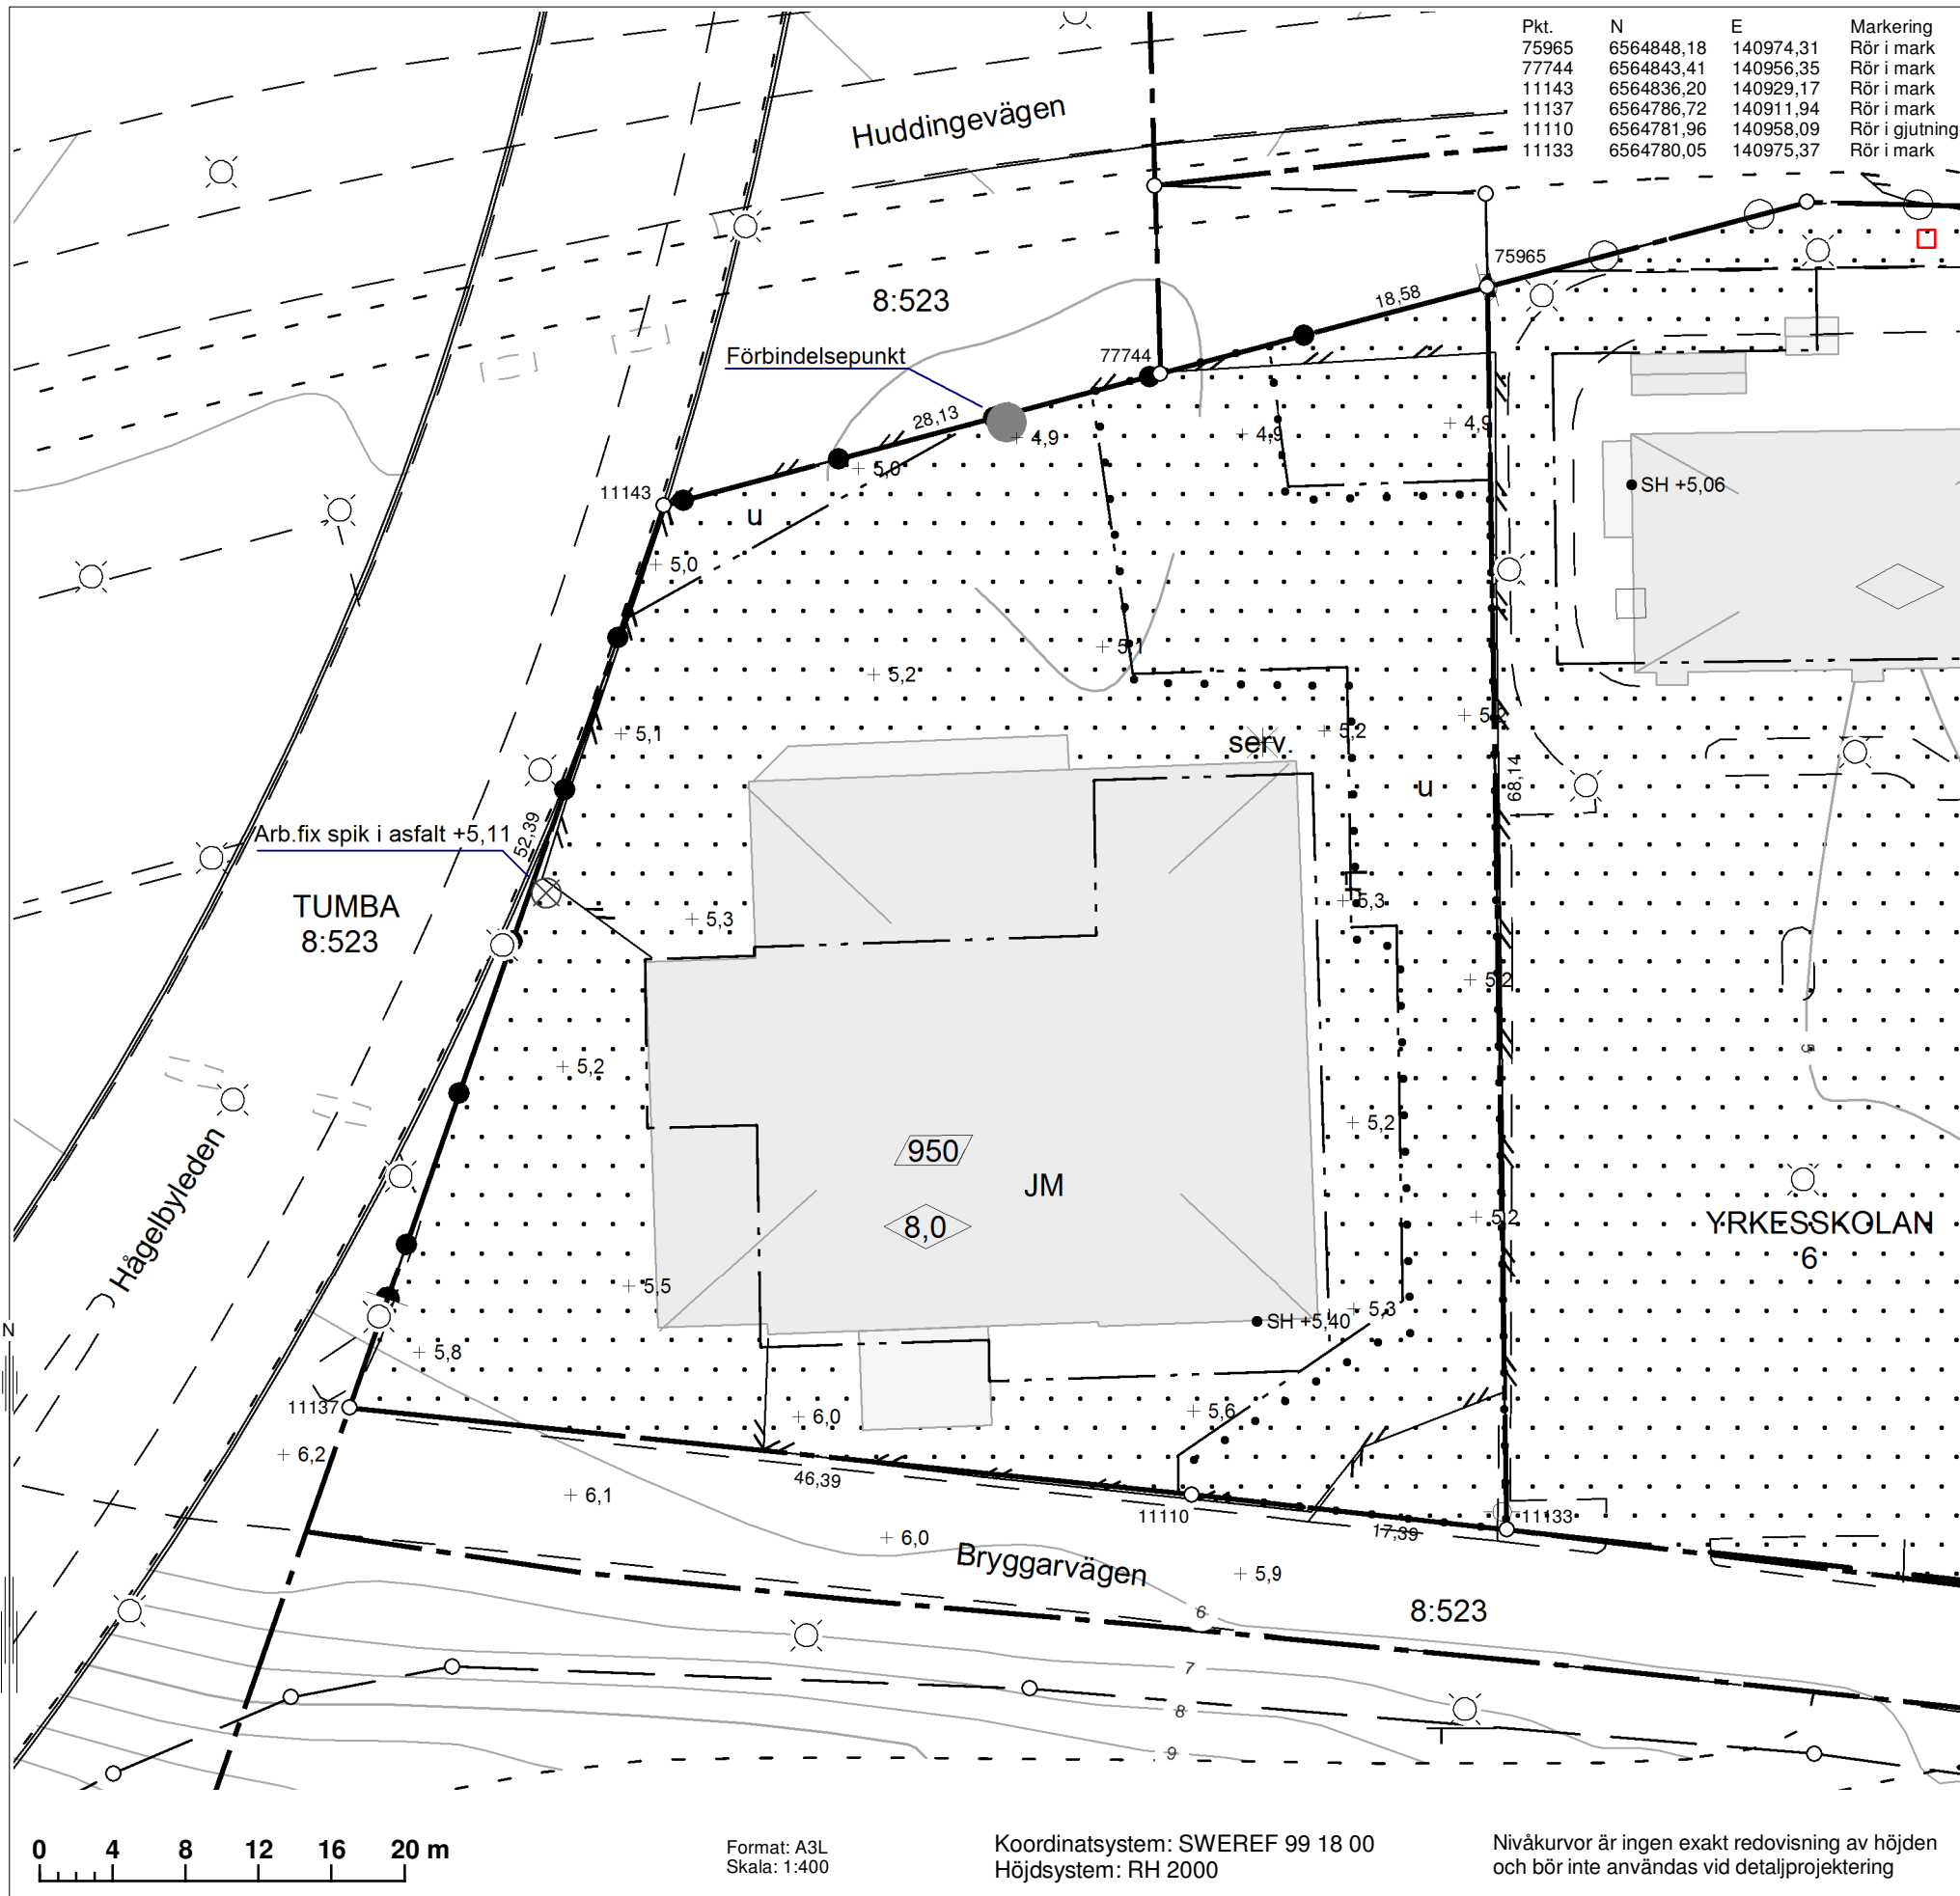 Pkt. N E Markering
75965 6564848,18 140974,31 Rör i mark
77744 6564843,41 140956,35 Rör i mark
11143 6564836,20 140929,17 Rör i mark
11137 6564786,72 140911,94 Rör i mark
11110 6564781,96 140958,09 Rör i gjutning
11133 6564780,05 140975,37 Rör i mark
Huddingevägen
75965
8:523
18,58
Förbindelsepunkt
77744
28,13
4,9
4,9
4,9
5,0
11143
u
SH +5,06
5,0
5,1
5,2
5,2
5,1
serv.
5,2
u
68,14
Arb.fix spik i asfalt +5,11
52,39
TUMBA
8:523
5,3
5,3
5,2
5
5,2
5,2
950
JM
8,0
Hågelbyleden
5,2
YRKESSKOLAN
6
5,5
5,3
SH +5,40
N
5,8
11137
6,0
5,6
6,2
46,39
6,1
11110
11133
17,39
6,0
Bryggarvägen
5,9
6
8:523
7
8
9
0 4 8 12 16 20 m
Format: A3L
Skala: 1:400
Koordinatsystem: SWEREF 99 18 00
Höjdsystem: RH 2000
Nivåkurvor är ingen exakt redovisning av höjden
och bör inte användas vid detaljprojektering